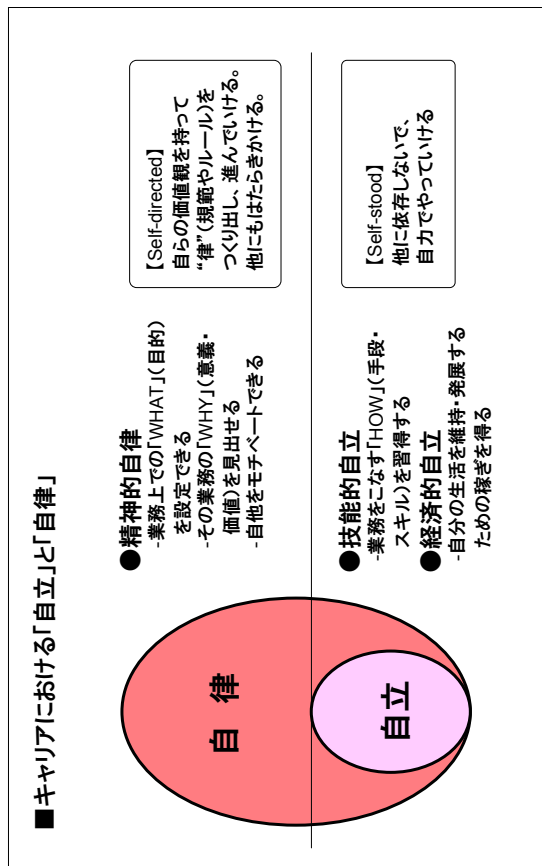 ■キャリアにおける「自立」と「自律」
自 律
自立
●精神的自律
-業務上での「WHAT」(目的)
を設定できる
-その業務の「WHY」(意義・
価値)を見出せる
-自他をモチベートできる
【Self-directed】
自らの価値観を持って
“律”(規範やルール)を
つくり出し、進んでいける。
他にもはたらきかける。
●技能的自立
-業務をこなす「HOW」(手段・
スキル)を習得する
●経済的自立
-自分の生活を維持・発展する
ための稼ぎを得る
【Self-stood】
他に依存しないで、
自力でやっていける